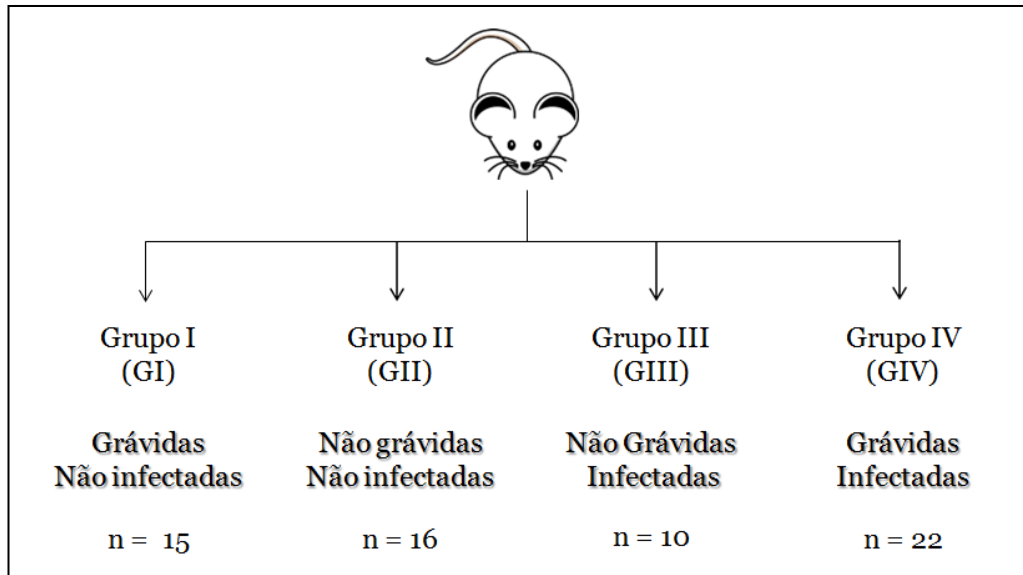 Grupo I
(GI)
Grávidas
Não infectadas
n =  15
Grupo II
(GII)
Não grávidas
Não infectadas
n = 16
Grupo III
(GIII)
Não Grávidas
Infectadas
n = 10
Grupo IV
(GIV)
Grávidas
Infectadas
n = 22